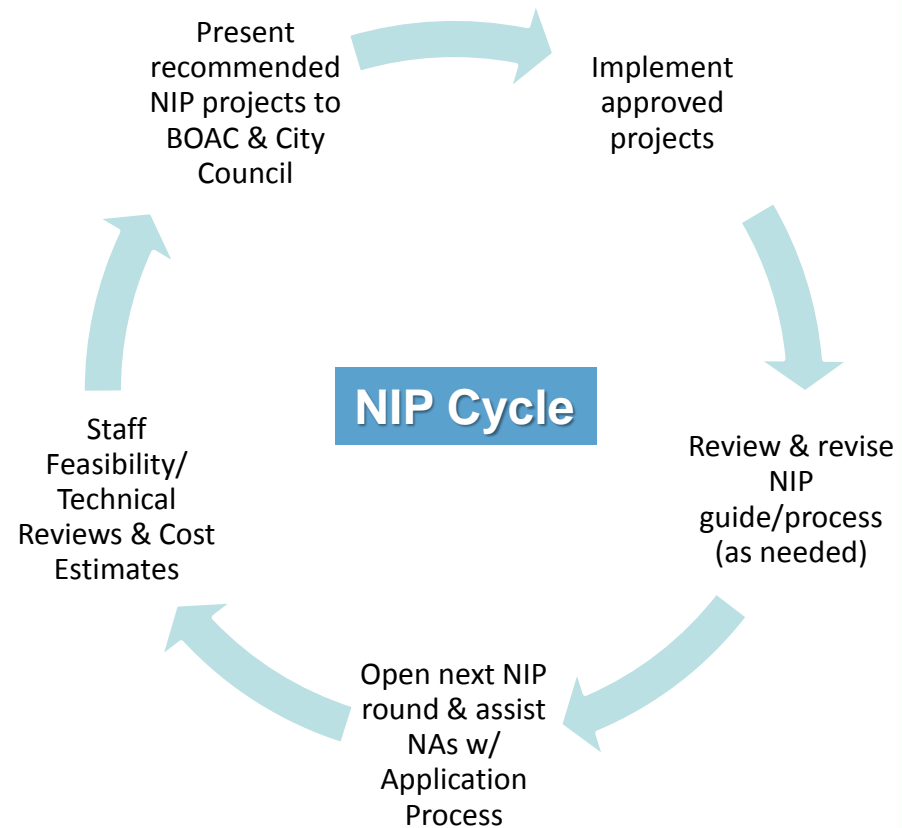 Present
recommended
NIP projects to
BOAC & City
Council
Implement
approved
projects
NIP Cycle
Review & revise
NIP
guide/process
(as needed)
Open next NIP
round & assist
NAs w/
Application
Process
Staff
Feasibility/
Technical
Reviews & Cost
Estimates